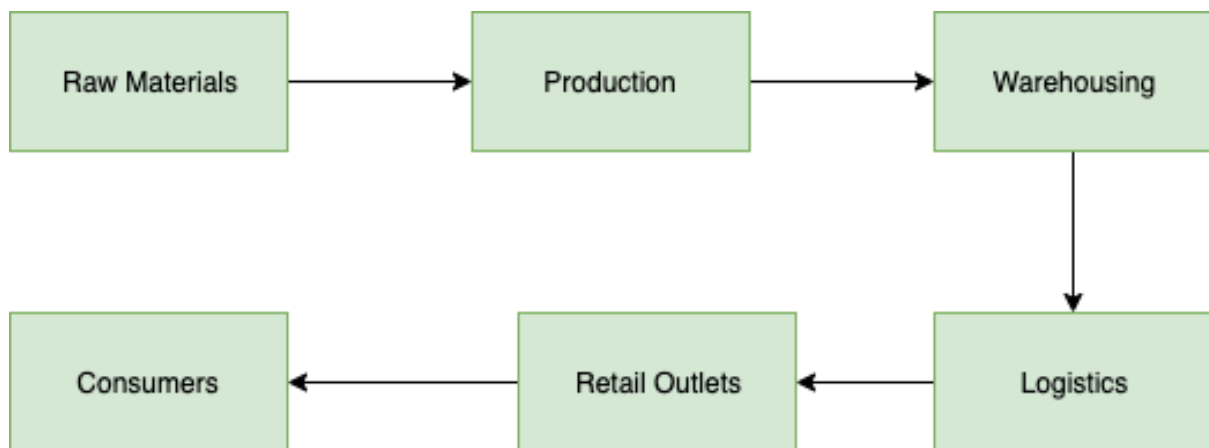 Raw Materials
Production
Warehousing
Logistics
Retail Outlets
Consumers